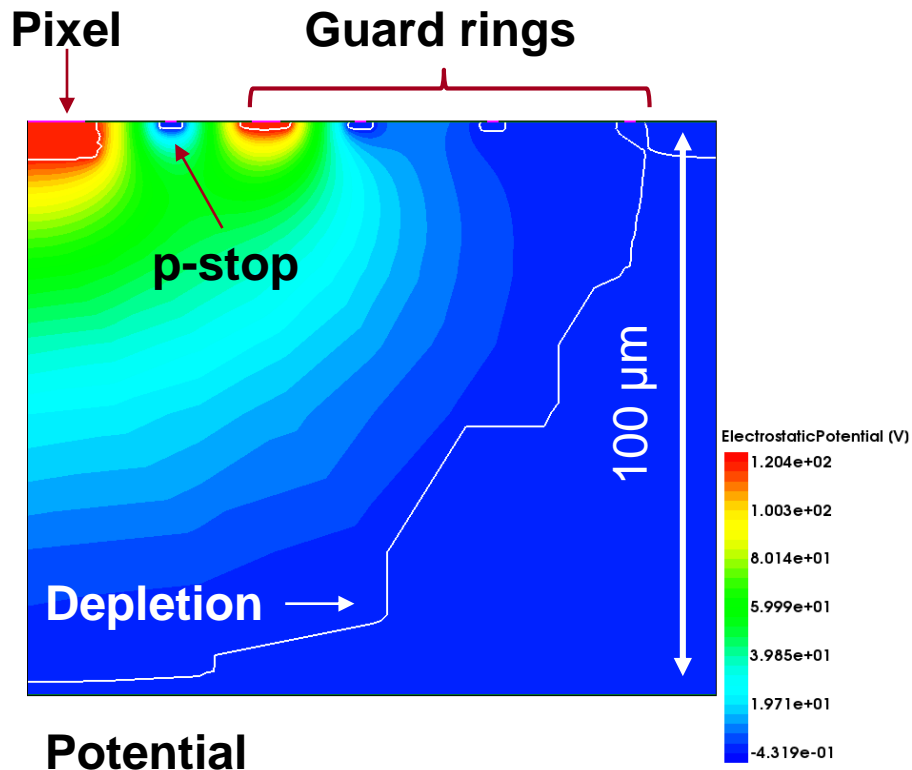 Pixel
Guard rings
p-stop
100 μm
ElectrostaticPotential (V)
1.204e+02
1.003e+02
8.014e+01
5.999e+01
3.985e+01
1.971e+01
-4.319e-01
Depletion
Potential